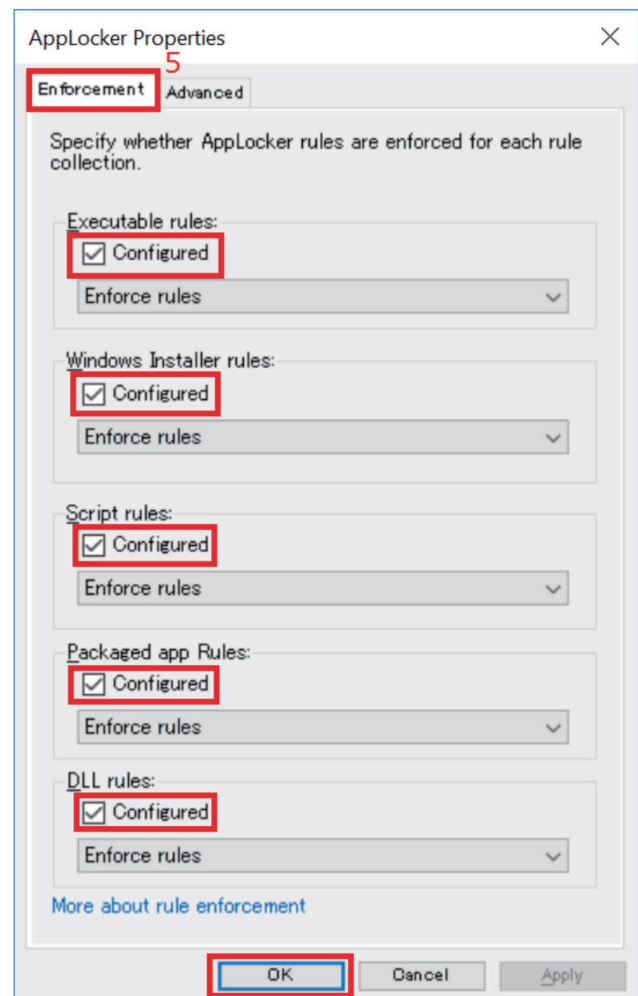 AppLocker Properties
5
Enforcement Advanced
Specify whether AppLocker rules are enforced for each rule
collection.
Executable rules:
Configured
Enforce rules
Windows Installer rules:
Configured
Enforce rules
Script rules:
Configured
Enforce rules
Packaged app Rules:
Configured
Enforce rules
DLL rules:
Configured
Enforce rules
More about rule enforcement
OK Cancel Apply